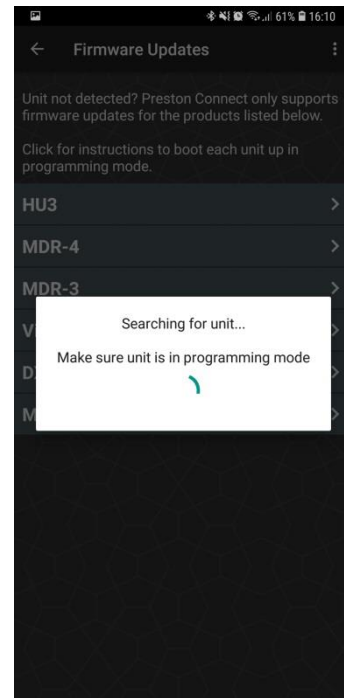 61% 16:10
Firmware Updates
Unit not detected? Preston Connect only supports
firmware updates for the products listed below.
Click for instructions to boot each unit up in
programming mode.
HU3
MDR-4
MDR-3
Searching for unit...
V
Make sure unit is in programming mode
D
M